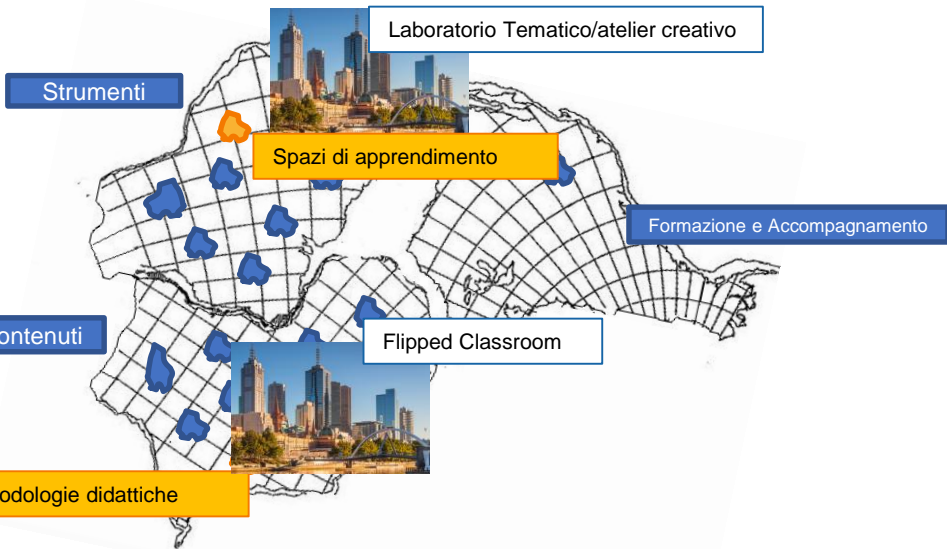 Laboratorio Tematico/atelier creativo
Strumenti
Spazi di apprendimento
Formazione e Accompagnamento
ontenuti
Flipped Classroom
odologie didattiche